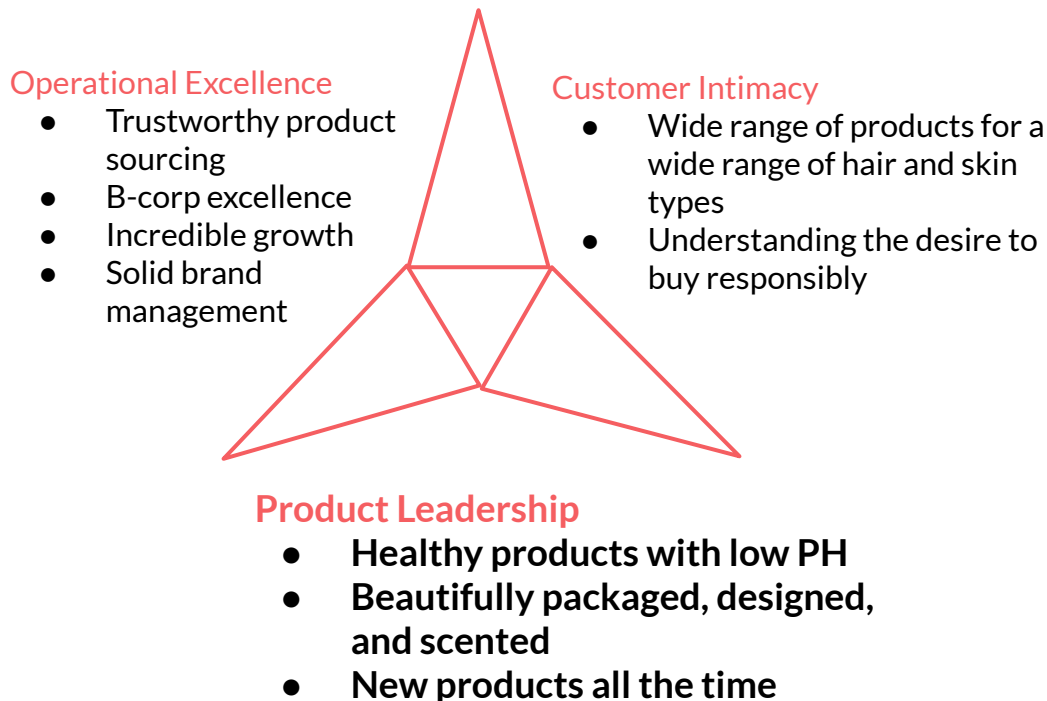 Operational Excellence
● Trustworthy product
sourcing
● B-corp excellence
● Incredible growth
● Solid brand
management
Customer Intimacy
● Wide range of products for a
wide range of hair and skin
types
● Understanding the desire to
buy responsibly
Product Leadership
● Healthy products with low PH
● Beautifully packaged, designed,
and scented
● New products all the time